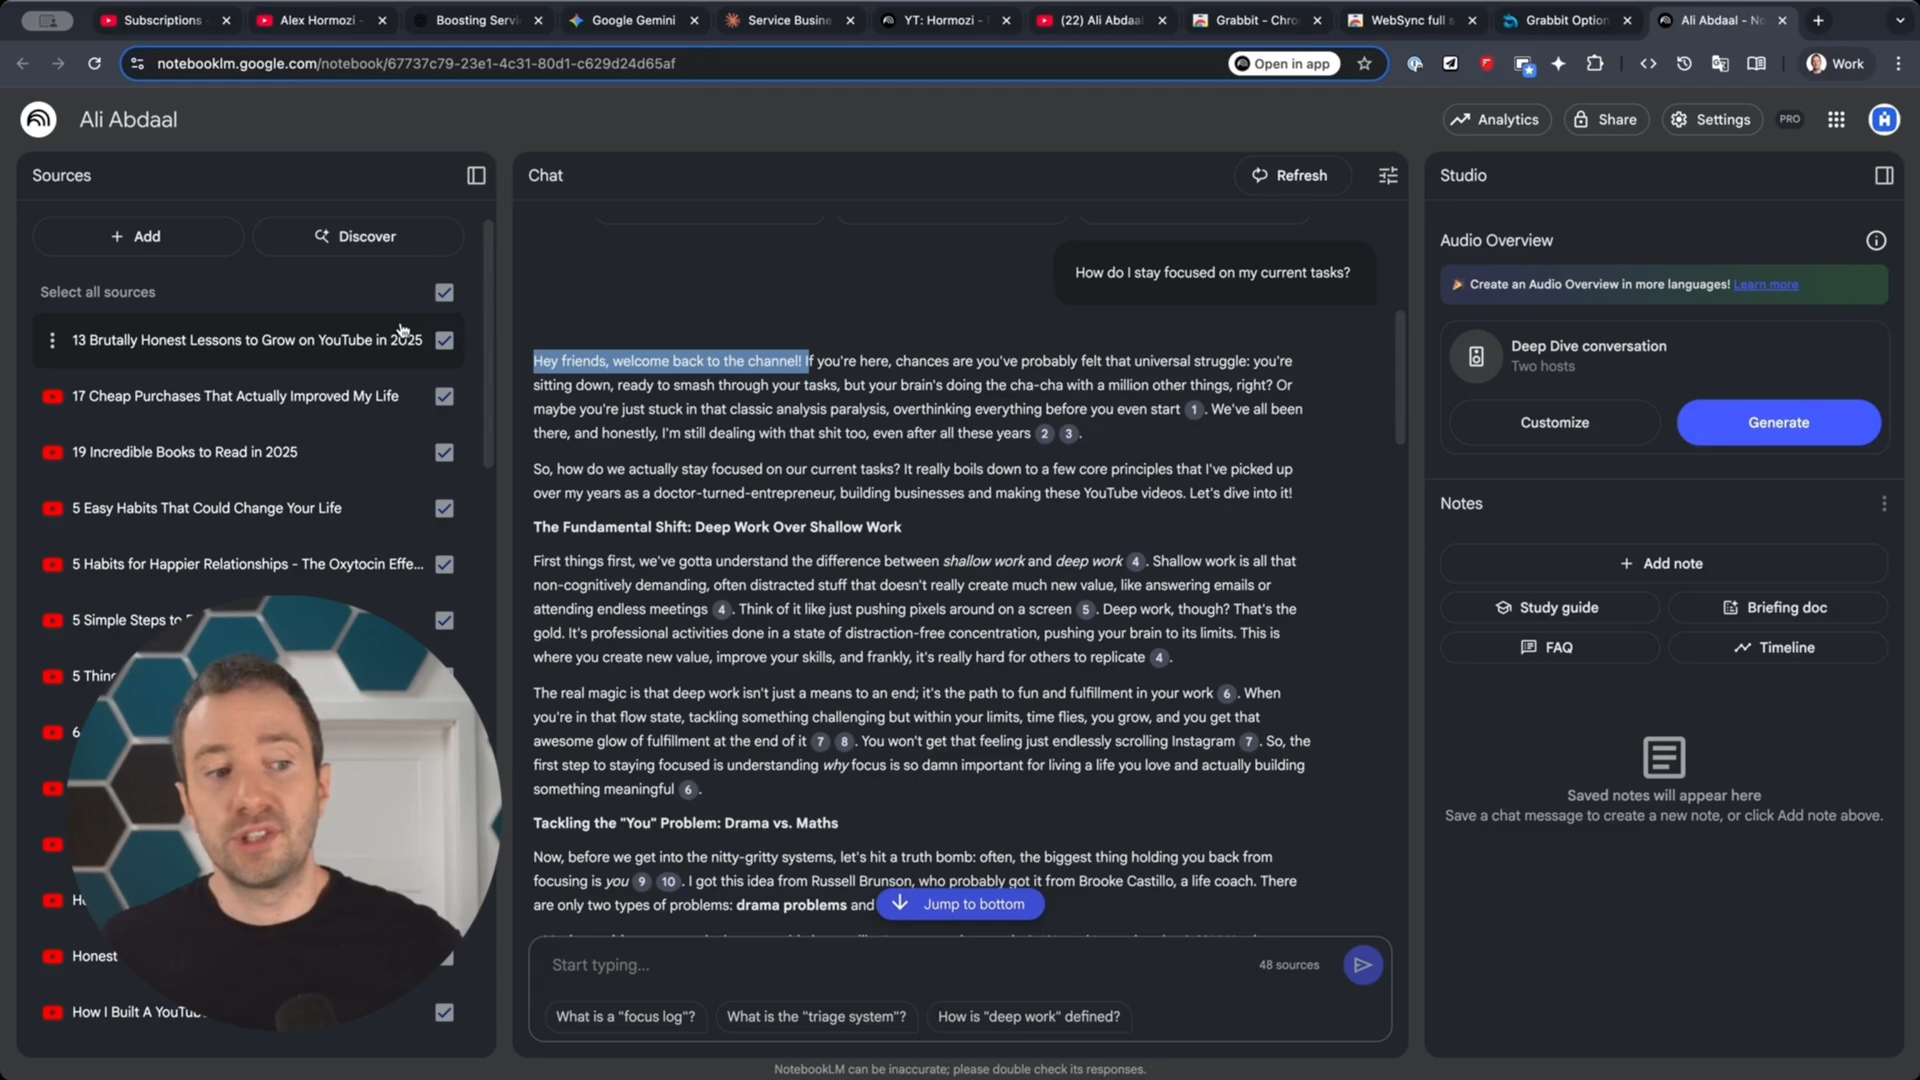 Subscriptions -
Alex Hormozi -
Boosting Servi
Google Gemini
Service Busine
YT: Hormozi -
(22) Ali Abdaa
Grabbit - Chro
WebSync full s
Grabbit Option
Ali Abdaal - No
notebooklm.google.com/notebook/67737c79-23e1-4c31-80d1-c629d24d65af
Open in app
Work
Ali Abdaal
Analytics
Share
Settings
PRO
Sources
+ Add
Discover
Select all sources
13 Brutally Honest Lessons to Grow on YouTube in 2025
17 Cheap Purchases That Actually Improved My Life
19 Incredible Books to Read in 2025
5 Easy Habits That Could Change Your Life
5 Habits for Happier Relationships - The Oxytocin Effe...
5 Simple Steps to
5 Thing
6
Honest
How I Built A YouTub
Chat
Refresh
How do I stay focused on my current tasks?
Hey friends, welcome back to the channel! If you're here, chances are you've probably felt that universal struggle: you're
sitting down, ready to smash through your tasks, but your brain's doing the cha-cha with a million other things, right? Or
maybe you're just stuck in that classic analysis paralysis, overthinking everything before you even start 1. We've all been
there, and honestly, I'm still dealing with that shit too, even after all these years 2 3.
So, how do we actually stay focused on our current tasks? It really boils down to a few core principles that I've picked up
over my years as a doctor-turned-entrepreneur, building businesses and making these YouTube videos. Let's dive into it!
The Fundamental Shift: Deep Work Over Shallow Work
First things first, we've gotta understand the difference between shallow work and deep work 4. Shallow work is all that
non-cognitively demanding, often distracted stuff that doesn't really create much new value, like answering emails or
attending endless meetings 4. Think of it like just pushing pixels around on a screen 5. Deep work, though? That's the
gold. It's professional activities done in a state of distraction-free concentration, pushing your brain to its limits. This is
where you create new value, improve your skills, and frankly, it's really hard for others to replicate 4.
The real magic is that deep work isn't just a means to an end; it's the path to fun and fulfillment in your work 6. When
you're in that flow state, tackling something challenging but within your limits, time flies, you grow, and you get that
awesome glow of fulfillment at the end of it 7 8. You won't get that feeling just endlessly scrolling Instagram 7. So, the
first step to staying focused is understanding why focus is so damn important for living a life you love and actually building
something meaningful 6.
Tackling the "You" Problem: Drama vs. Maths
Now, before we get into the nitty-gritty systems, let's hit a truth bomb: often, the biggest thing holding you back from
focusing is you 9 10. I got this idea from Russell Brunson, who probably got it from Brooke Castillo, a life coach. There
are only two types of problems: drama problems and
Jump to bottom
Start typing...
48 sources
What is a "focus log"?
What is the "triage system"?
How is "deep work" defined?
NotebookLM can be inaccurate; please double check its responses.
Studio
Audio Overview
Create an Audio Overview in more languages! Learn more
Deep Dive conversation
Two hosts
Customize
Generate
Notes
+ Add note
Study guide
Briefing doc
FAQ
Timeline
Saved notes will appear here
Save a chat message to create a new note, or click Add note above.